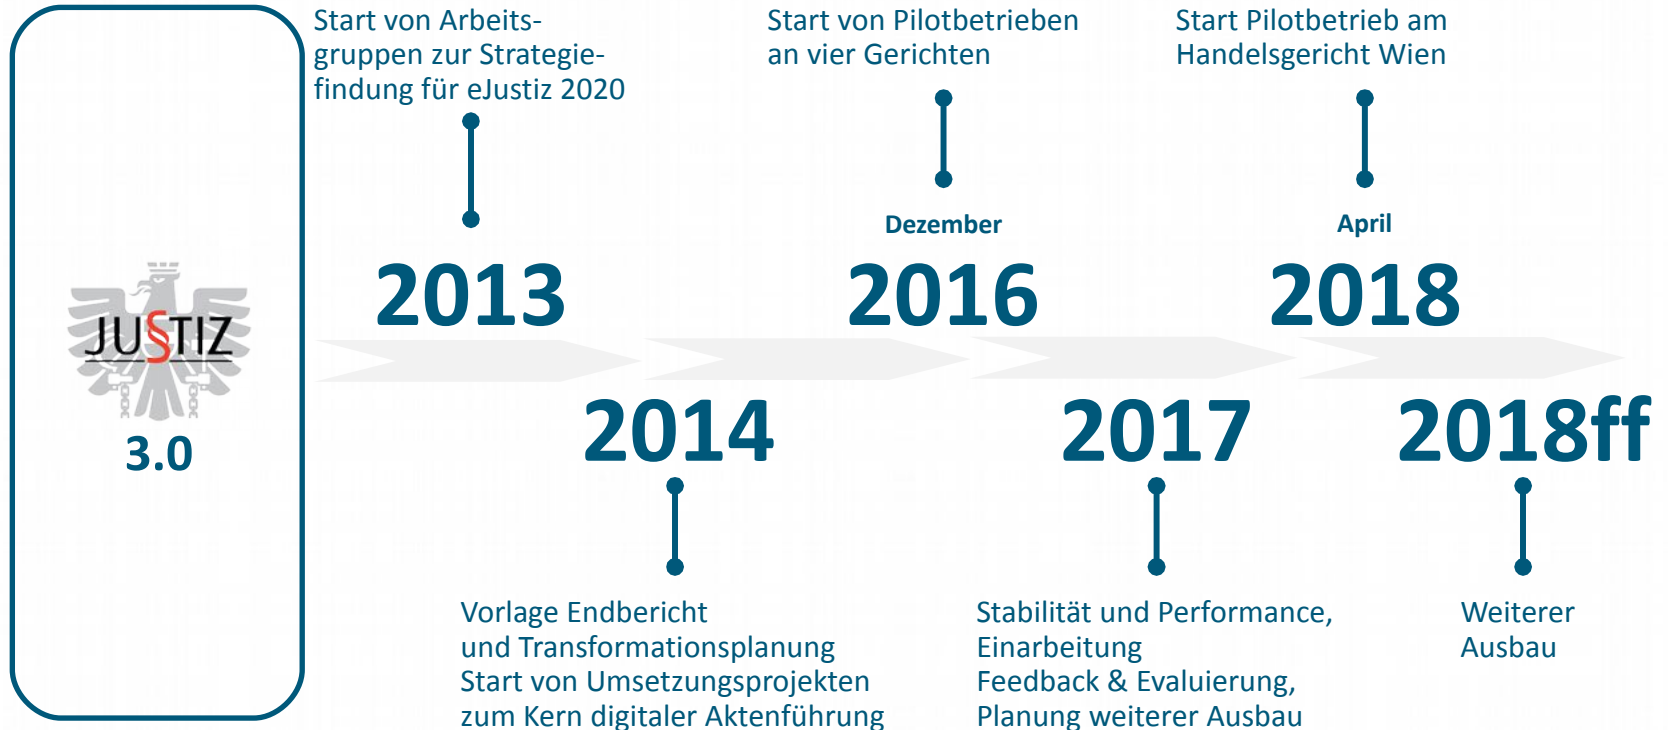 JU§TIZ
3.0
Start von Arbeits-
gruppen zur Strategie-
findung für eJustiz 2020
2013
2014
Vorlage Endbericht
und Transformationsplanung
Start von Umsetzungsprojekten
zum Kern digitaler Aktenführung
Start von Pilotbetrieben
an vier Gerichten
Dezember
2016
2017
Stabilität und Performance,
Einarbeitung
Feedback & Evaluierung,
Planung weiterer Ausbau
Start Pilotbetrieb am
Handelsgericht Wien
April
2018
2018ff
Weiterer
Ausbau